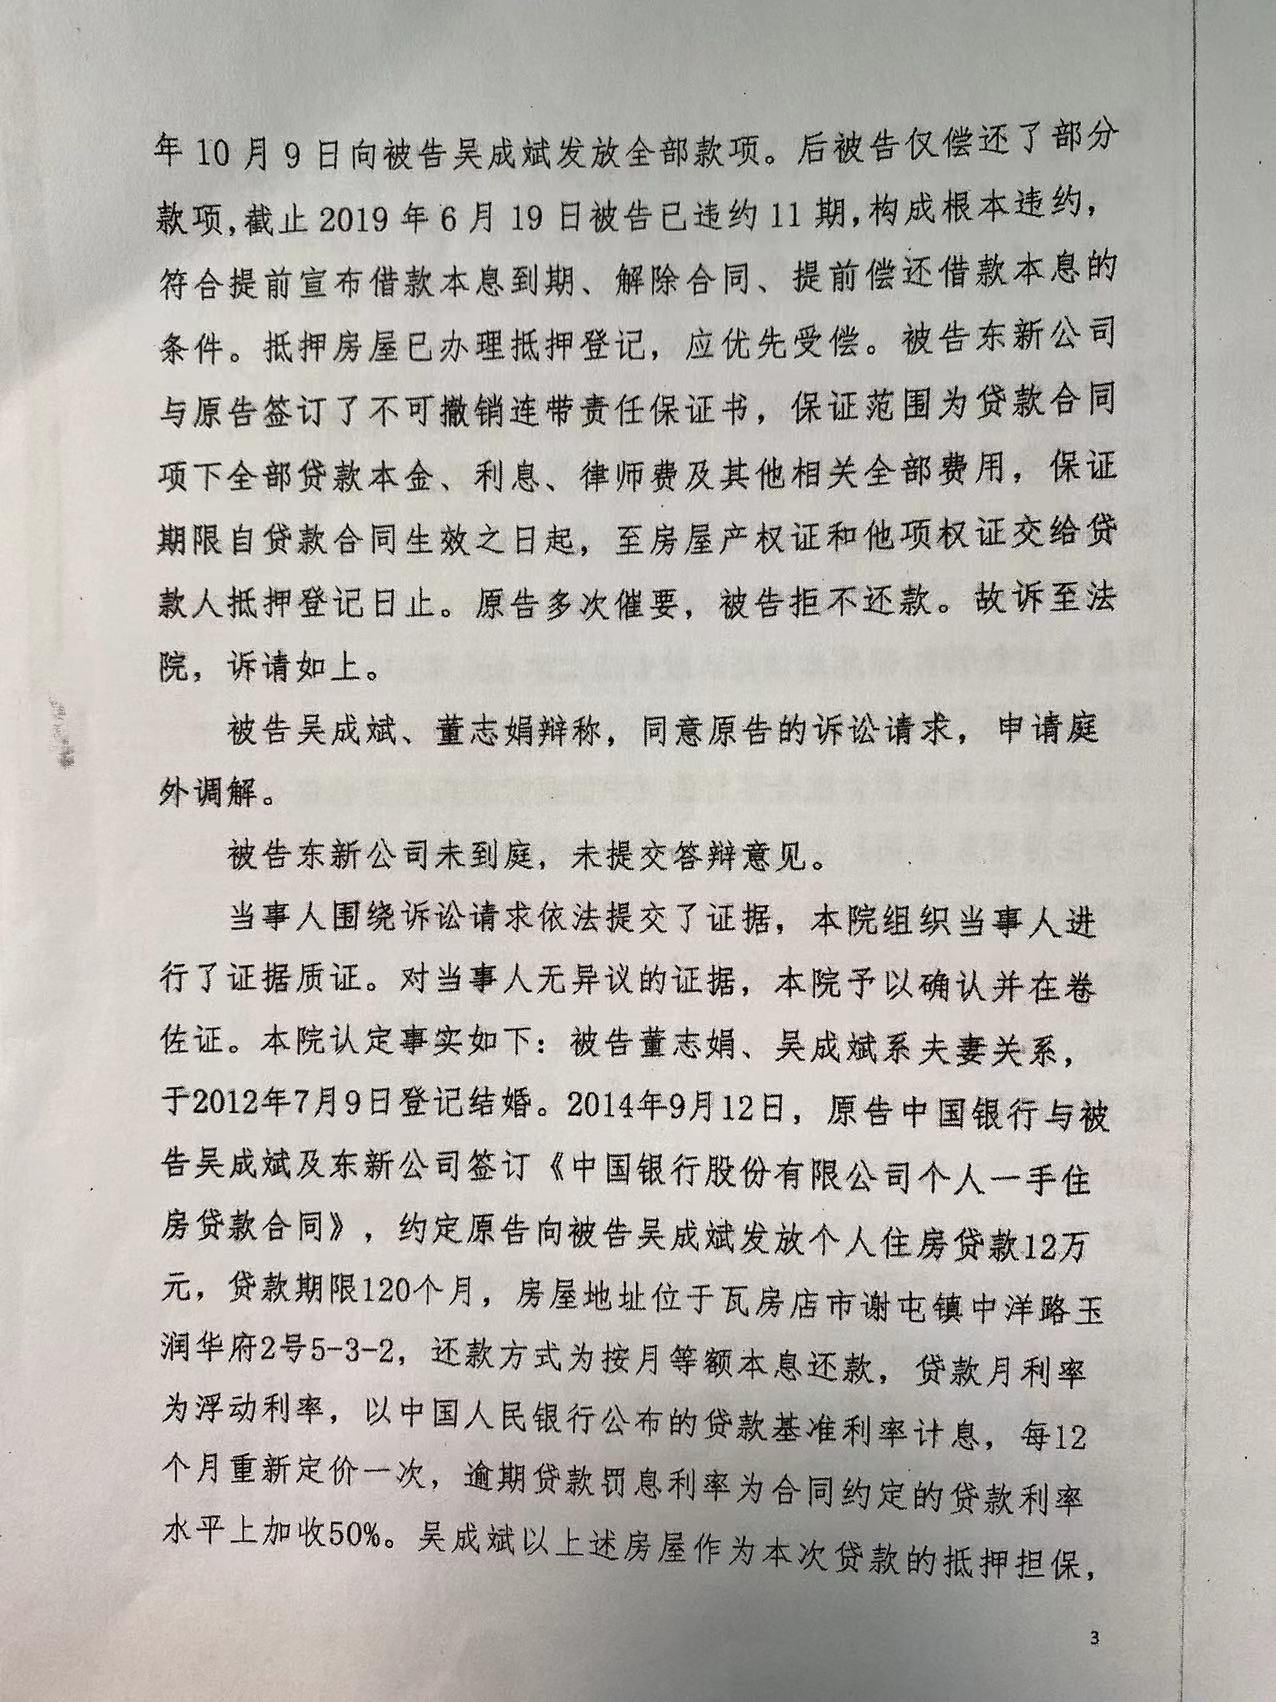 年 10 月 9 日向被告吴成斌发放全部款项。后被告仅偿还了部分
款项,截止 2019 年 6 月 19 日被告已违约 11 期,构成根本违约，
符合提前宣布借款本息到期、解除合同、提前偿还借款本息的
条件。抵押房屋已办理抵押登记，应优先受偿。被告东新公司
与原告签订了不可撤销连带责任保证书，保证范围为贷款合同
项下全部贷款本金、利息、律师费及其他相关全部费用，保证
期限自贷款合同生效之日起，至房屋产权证和他项权证交给贷
款人抵押登记日止。原告多次催要，被告拒不还款。故诉至法
院，诉请如上。
被告吴成斌、董志娟辩称，同意原告的诉讼请求，申请庭
外调解。
被告东新公司未到庭，未提交答辩意见。
当事人围绕诉讼请求依法提交了证据，本院组织当事人进
行了证据质证。对当事人无异议的证据，本院予以确认并在卷
佐证。本院认定事实如下：被告董志娟、吴成斌系夫妻关系，
于2012年7月9日登记结婚。2014年9月12日，原告中国银行与被
告吴成斌及东新公司签订《中国银行股份有限公司个人一手住
房贷款合同》，约定原告向被告吴成斌发放个人住房贷款12万
元，贷款期限120个月，房屋地址位于瓦房店市谢屯镇中洋路玉
润华府2号5-3-2，还款方式为按月等额本息还款，贷款月利率
为浮动利率，以中国人民银行公布的贷款基准利率计息，每12
个月重新定价一次，逾期贷款罚息利率为合同约定的贷款利率
水平上加收50%。吴成斌以上述房屋作为本次贷款的抵押担保，
3